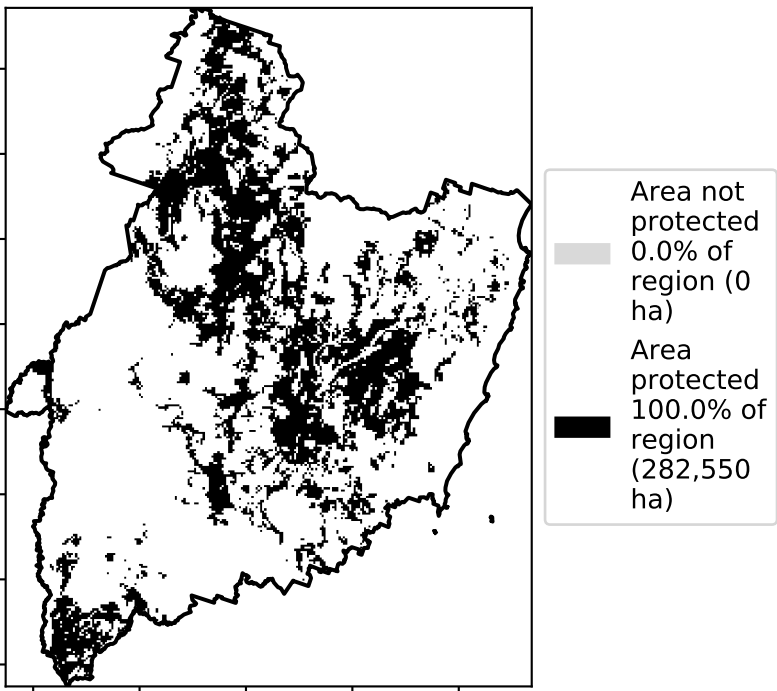 Area not
protected
0.0% of
region (0
ha)
Area
protected
100.0% of
region
(282,550
ha)